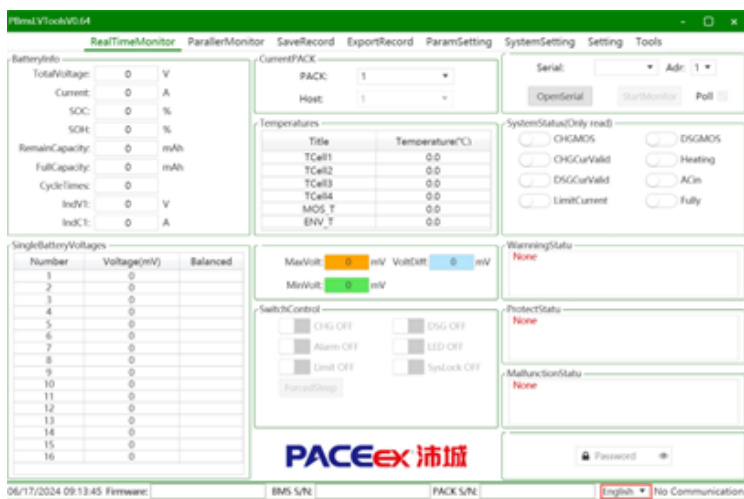 PBmsLVToolsV0.64
RealTimeMonitor ParallerMonitor SaveRecord ExportRecord ParamSetting SystemSetting Setting Tools
BatteryInfo
TotalVoltage: 0 V
Current: 0 A
SOC: 0 %
SOH: 0 %
RemainCapacity: 0 mAh
FullCapacity: 0 mAh
CycleTimes: 0
IndV1: 0 V
IndC1: 0 A
CurrentPACK
PACK: 1
Host: 1
Serial: Adr: 1
OpenSerial StartMonitor Poll
Temperatures
Title Temperature(℃)
TCell1 0.0
TCell2 0.0
TCell3 0.0
TCell4 0.0
MOS_T 0.0
ENV_T 0.0
SystemStatus(Only read)
CHGMOS DSGMOS
CHGCurValid Heating
DSGCurValid ACin
LimitCurrent Fully
SingleBatteryVoltages
Number Voltage(mV) Balanced
1 0
2 0
3 0
4 0
5 0
6 0
7 0
8 0
9 0
10 0
11 0
12 0
13 0
14 0
15 0
16 0
MaxVolt: 0 mV VoltDiff: 0 mV
MinVolt: 0 mV
SwitchControl
CHG OFF DSG OFF
Alarm OFF LED OFF
Limit OFF SysLock OFF
ForcedSleep
PACEex 沛城
WarnningStatu
None
ProtectStatu
None
MalfunctionStatu
None
Password
06/17/2024 09:13:45 Firmware: BMS S/N: PACK S/N: English No Communication